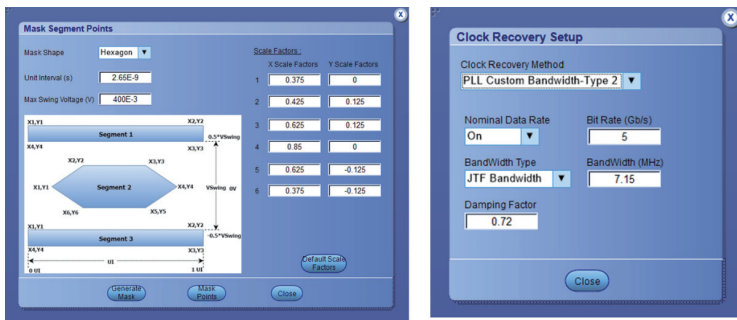 Mask Segment Points
Mask Shape Hexagon
Unit Interval (s) 2.65E-9
Max Swing Voltage (V) 400E-3
Scale Factors :
X Scale Factors Y Scale Factors
1 0.375 0
2 0.425 0.125
3 0.625 0.125
4 0.85 0
5 0.625 -0.125
6 0.375 -0.125
X1,Y1 X2,Y2
Segment 1
0.5*VSwing
X4,Y4 X3,Y3
X2,Y2 X3,Y3
X1,Y1 Segment 2 X4,Y4 VSwing
X6,Y6 X5,Y5
X1,Y1 X2,Y2
-0.5*VSwing
Segment 3
X4,Y4 X3,Y3
UI
0 UI 1 UI
Default Scale
Factors
Generate
Mask
Mask
Points
Close
X
Clock Recovery Setup
Clock Recovery Method
PLL Custom Bandwidth-Type 2
Nominal Data Rate Bit Rate (Gb/s)
On 5
BandWidth Type BandWidth (MHz)
JTF Bandwidth 7.15
Damping Factor
0.72
Close
X